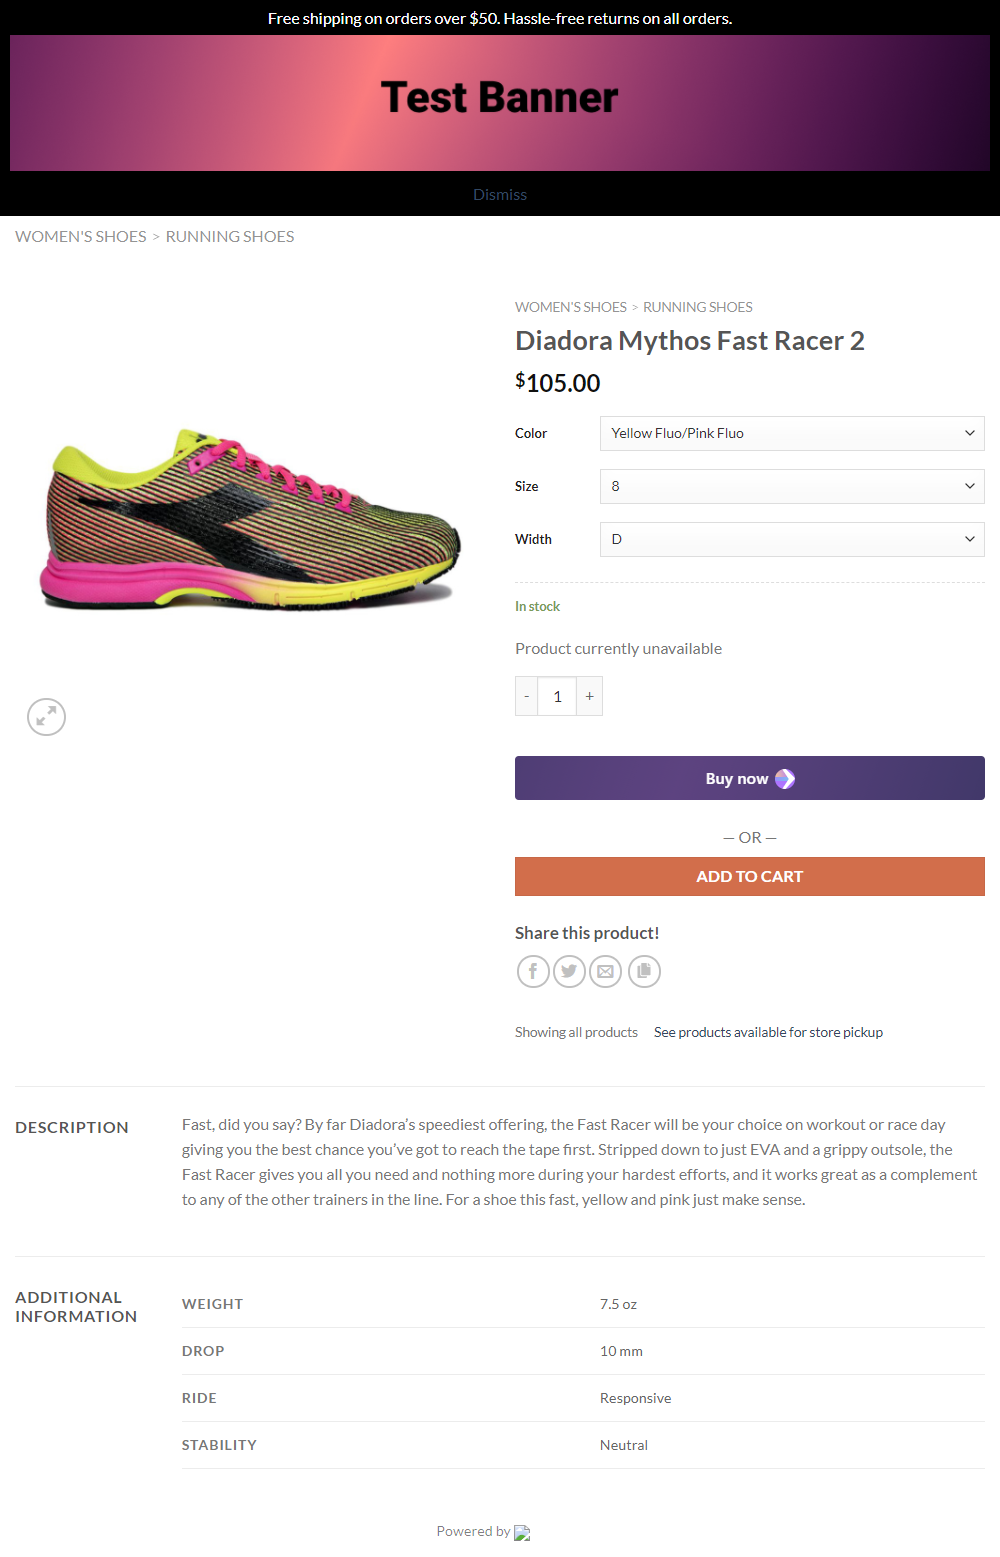 Free shipping on orders over $50. Hassle-free returns on all orders.
Test Banner
Dismiss
WOMEN'S SHOES > RUNNING SHOES
WOMEN'S SHOES > RUNNING SHOES
Diadora Mythos Fast Racer 2
$105.00
Color Yellow Fluo/Pink Fluo
Size 8
Width D
In stock
Product currently unavailable
- 1 +
Buy now
— OR —
ADD TO CART
Share this product!
Showing all products See products available for store pickup
DESCRIPTION
Fast, did you say? By far Diadora’s speediest offering, the Fast Racer will be your choice on workout or race day
giving you the best chance you’ve got to reach the tape first. Stripped down to just EVA and a grippy outsole, the
Fast Racer gives you all you need and nothing more during your hardest efforts, and it works great as a complement
to any of the other trainers in the line. For a shoe this fast, yellow and pink just make sense.
ADDITIONAL
INFORMATION
WEIGHT 7.5 oz
DROP 10 mm
RIDE Responsive
STABILITY Neutral
Powered by